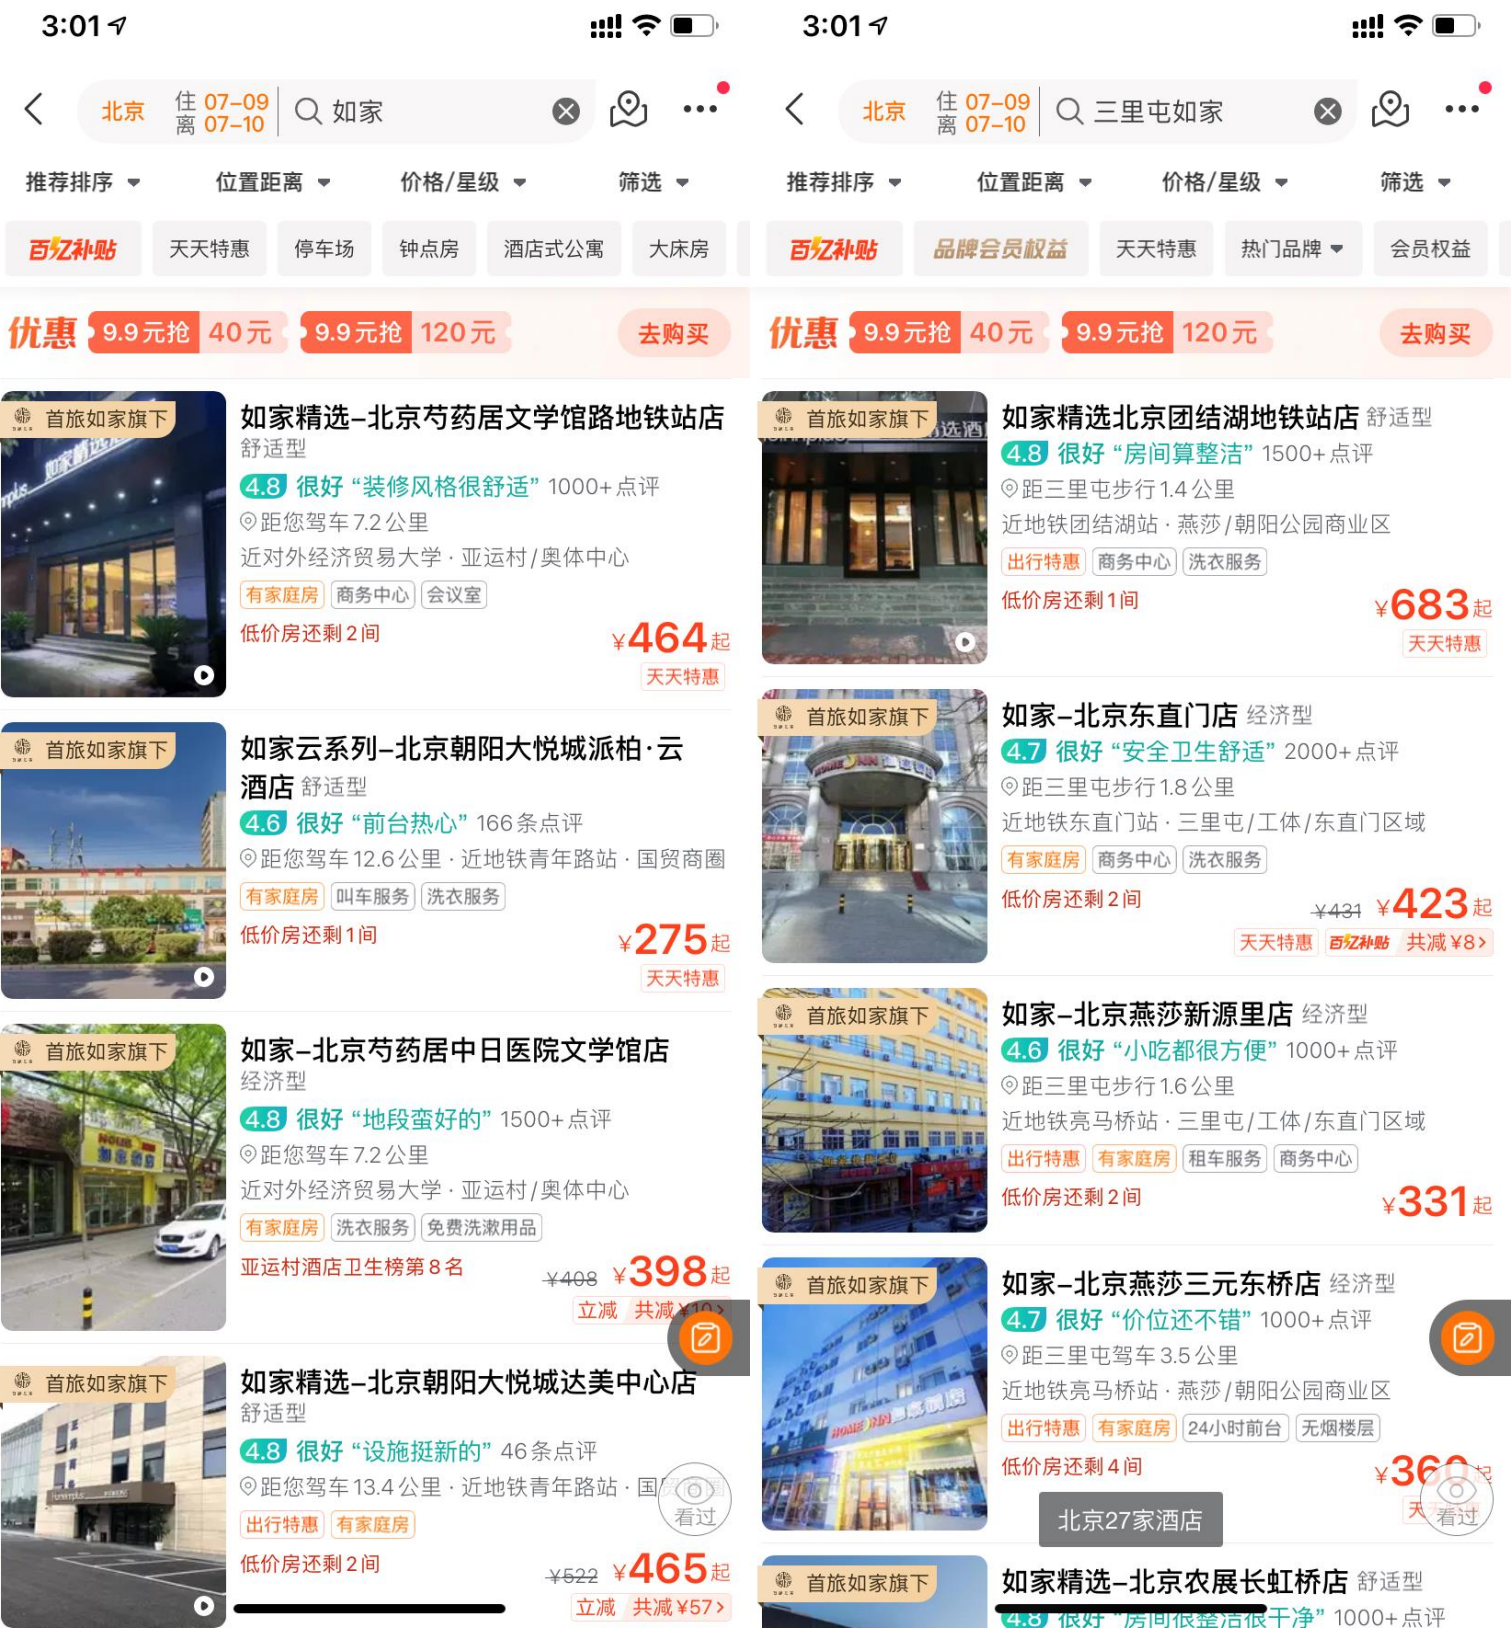 3:01
北京
住 07-09
离 07-10
如家
推荐排序
位置距离
价格/星级
筛选
百亿补贴
天天特惠
停车场
钟点房
酒店式公寓
大床房
优惠
9.9元抢 40元
9.9元抢 120元
去购买
首旅如家旗下
如家精选-北京芍药居文学馆路地铁站店
舒适型
4.8 很好 “装修风格很舒适” 1000+点评
距您驾车7.2公里
近对外经济贸易大学 · 亚运村/奥体中心
有家庭房 商务中心 会议室
低价房还剩2间
¥464起
天天特惠
首旅如家旗下
如家云系列-北京朝阳大悦城派柏·云
酒店 舒适型
4.6 很好 “前台热心” 166条点评
距您驾车12.6公里 · 近地铁青年路站 · 国贸商圈
有家庭房 叫车服务 洗衣服务
低价房还剩1间
¥275起
天天特惠
首旅如家旗下
如家-北京芍药居中日医院文学馆店
经济型
4.8 很好 “地段蛮好的” 1500+点评
距您驾车7.2公里
近对外经济贸易大学 · 亚运村/奥体中心
有家庭房 洗衣服务 免费洗漱用品
亚运村酒店卫生榜第8名
¥408 ¥398起
立减 共减¥10>
首旅如家旗下
如家精选-北京朝阳大悦城达美中心店
舒适型
4.8 很好 “设施挺新的” 46条点评
距您驾车13.4公里 · 近地铁青年路站 · 国贸商圈
看过
出行特惠 有家庭房
低价房还剩2间
¥522 ¥465起
立减 共减¥57>
3:01
北京
住 07-09
离 07-10
三里屯如家
推荐排序
位置距离
价格/星级
筛选
百亿补贴
品牌会员权益
天天特惠
热门品牌
会员权益
优惠
9.9元抢 40元
9.9元抢 120元
去购买
首旅如家旗下
如家精选北京团结湖地铁站店 舒适型
4.8 很好 “房间算整洁” 1500+点评
距三里屯步行1.4公里
近地铁团结湖站 · 燕莎/朝阳公园商业区
出行特惠 商务中心 洗衣服务
低价房还剩1间
¥683起
天天特惠
首旅如家旗下
HOME INN
如家-北京东直门店 经济型
4.7 很好 “安全卫生舒适” 2000+点评
距三里屯步行1.8公里
近地铁东直门站 · 三里屯/工体/东直门区域
有家庭房 商务中心 洗衣服务
低价房还剩2间
¥431 ¥423起
天天特惠 百亿补贴 共减¥8>
首旅如家旗下
如家-北京燕莎新源里店 经济型
4.6 很好 “小吃都很方便” 1000+点评
距三里屯步行1.6公里
近地铁亮马桥站 · 三里屯/工体/东直门区域
出行特惠 有家庭房 租车服务 商务中心
低价房还剩2间
¥331起
首旅如家旗下
HOME INN
如家-北京燕莎三元东桥店 经济型
4.7 很好 “价位还不错” 1000+点评
距三里屯驾车3.5公里
近地铁亮马桥站 · 燕莎/朝阳公园商业区
出行特惠 有家庭房 24小时前台 无烟楼层
低价房还剩4间
¥360起
看过
北京27家酒店
首旅如家旗下
如家精选-北京农展长虹桥店 舒适型
4.8 很好 “房间很整洁很干净” 1000+点评